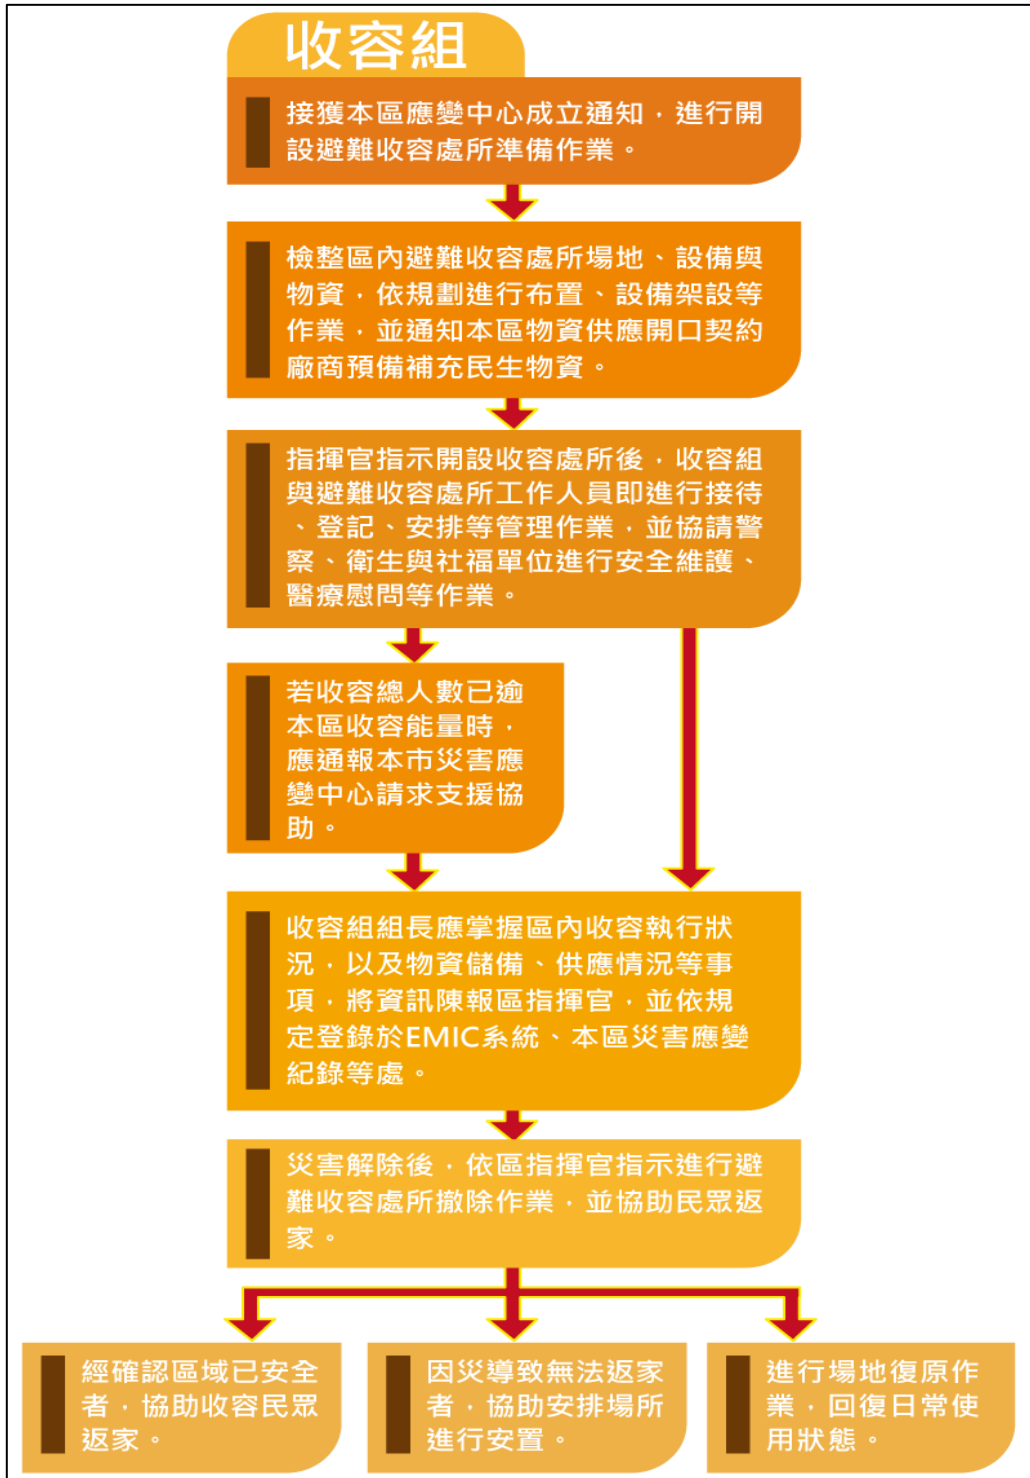 收容組
接獲本區應變中心成立通知，進行開
設避難收容處所準備作業。
檢整區內避難收容處所場地、設備與
物資，依規劃進行布置、設備架設等
作業，並通知本區物資供應開口契約
廠商預備補充民生物資。
指揮官指示開設收容處所後，收容組
與避難收容處所工作人員即進行接待
、登記、安排等管理作業，並協請警
察、衛生與社福單位進行安全維護、
醫療慰問等作業。
若收容總人數已逾
本區收容能量時，
應通報本市災害應
變中心請求支援協
助。
收容組組長應掌握區內收容執行狀
況，以及物資儲備、供應情況等事
項，將資訊陳報區指揮官，並依規
定登錄於EMIC系統、本區災害應變
紀錄等處。
災害解除後，依區指揮官指示進行避
難收容處所撤除作業，並協助民眾返
家。
經確認區域已安全
者，協助收容民眾
返家。
因災導致無法返家
者，協助安排場所
進行安置。
進行場地復原作
業，回復日常使
用狀態。